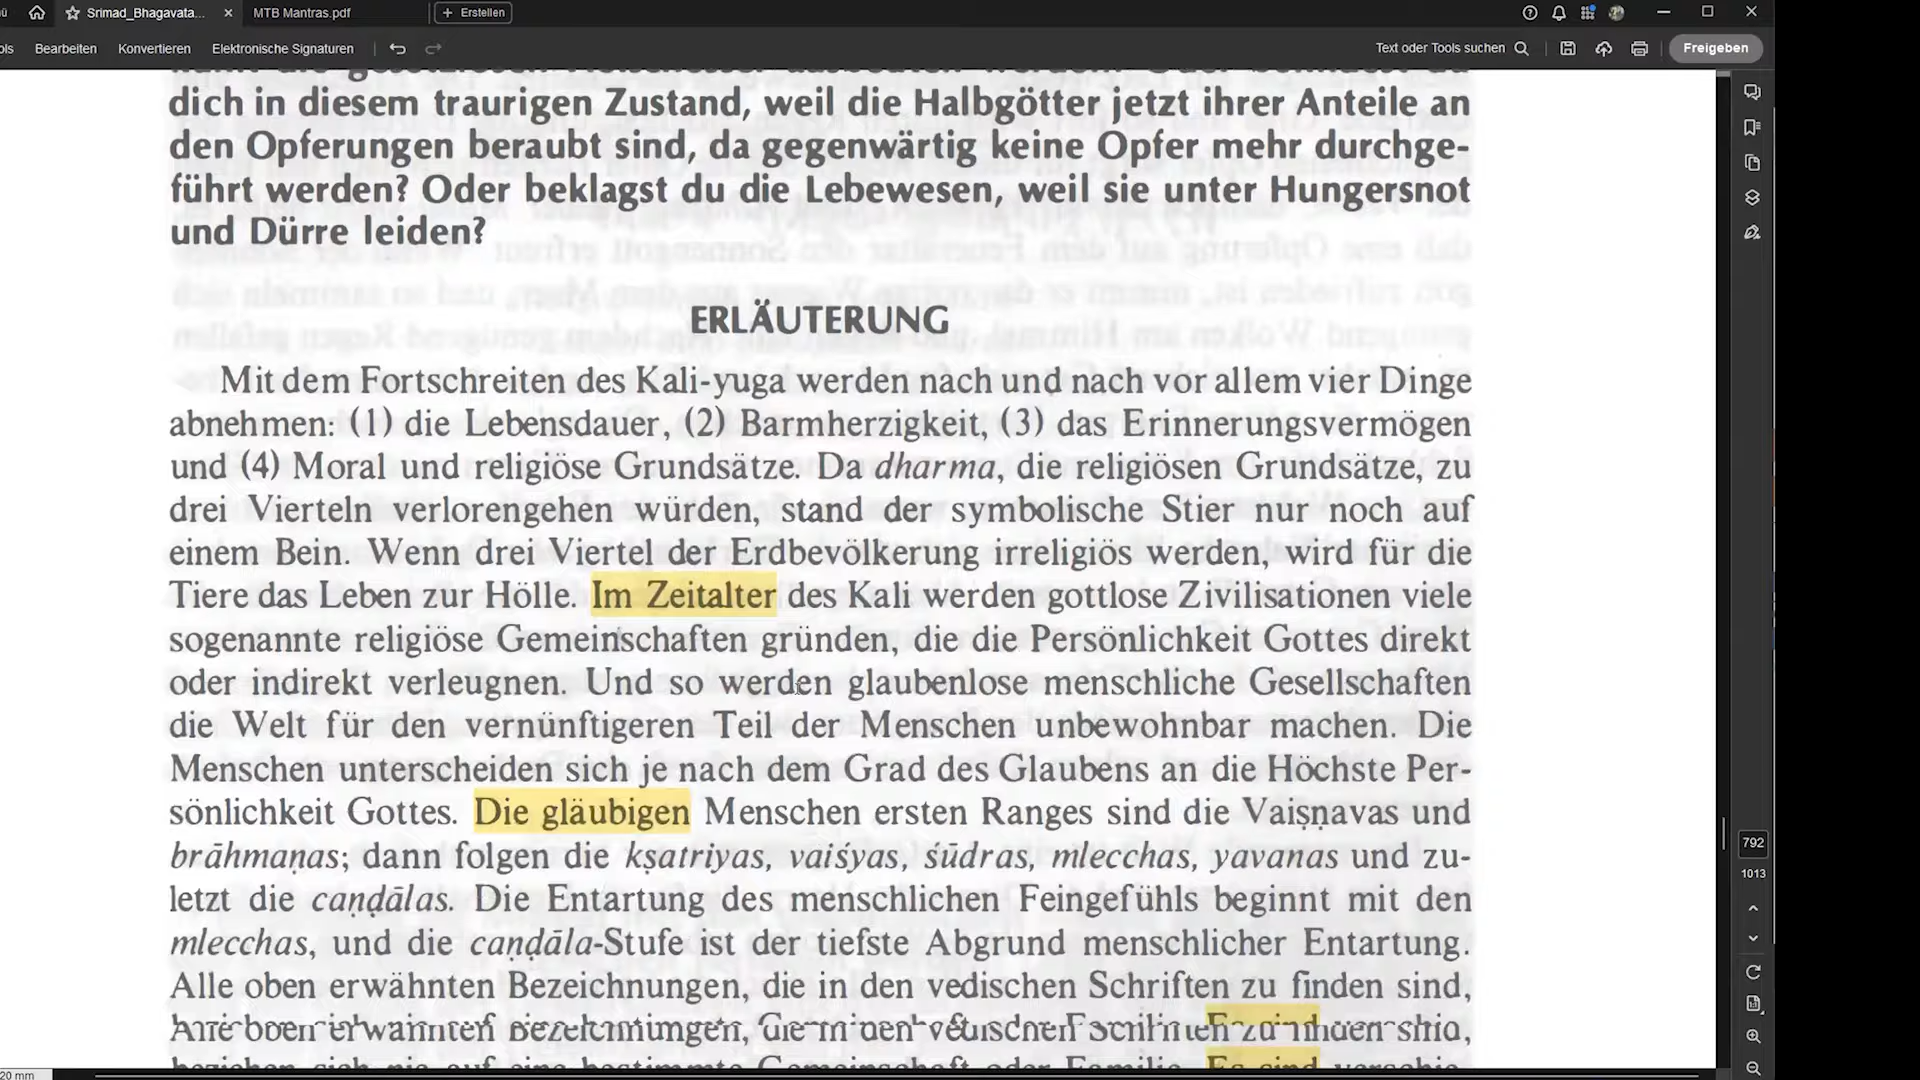 Srimad_Bhagavata...
MTB Mantras.pdf
Erstellen
Bearbeiten
Konvertieren
Elektronische Signaturen
Text oder Tools suchen
Freigeben
dich in diesem traurigen Zustand, weil die Halbgötter jetzt ihrer Anteile an
den Opferungen beraubt sind, da gegenwärtig keine Opfer mehr durchge-
führt werden? Oder beklagst du die Lebewesen, weil sie unter Hungersnot
und Dürre leiden?
ERLÄUTERUNG
Mit dem Fortschreiten des Kali-yuga werden nach und nach vor allem vier Dinge
abnehmen: (1) die Lebensdauer, (2) Barmherzigkeit, (3) das Erinnerungsvermögen
und (4) Moral und religiöse Grundsätze. Da dharma, die religiösen Grundsätze, zu
drei Vierteln verlorengehen würden, stand der symbolische Stier nur noch auf
einem Bein. Wenn drei Viertel der Erdbevölkerung irreligiös werden, wird für die
Tiere das Leben zur Hölle. Im Zeitalter des Kali werden gottlose Zivilisationen viele
sogenannte religiöse Gemeinschaften gründen, die die Persönlichkeit Gottes direkt
oder indirekt verleugnen. Und so werden glaubenlose menschliche Gesellschaften
die Welt für den vernünftigeren Teil der Menschen unbewohnbar machen. Die
Menschen unterscheiden sich je nach dem Grad des Glaubens an die Höchste Per-
sönlichkeit Gottes. Die gläubigen Menschen ersten Ranges sind die Vaiṣṇavas und
brāhmaṇas; dann folgen die kṣatriyas, vaiśyas, śūdras, mlecchas, yavanas und zu-
letzt die caṇḍālas. Die Entartung des menschlichen Feingefühls beginnt mit den
mlecchas, und die caṇḍāla-Stufe ist der tiefste Abgrund menschlicher Entartung.
Alle oben erwähnten Bezeichnungen, die in den vedischen Schriften zu finden sind,
792
1013
20 mm